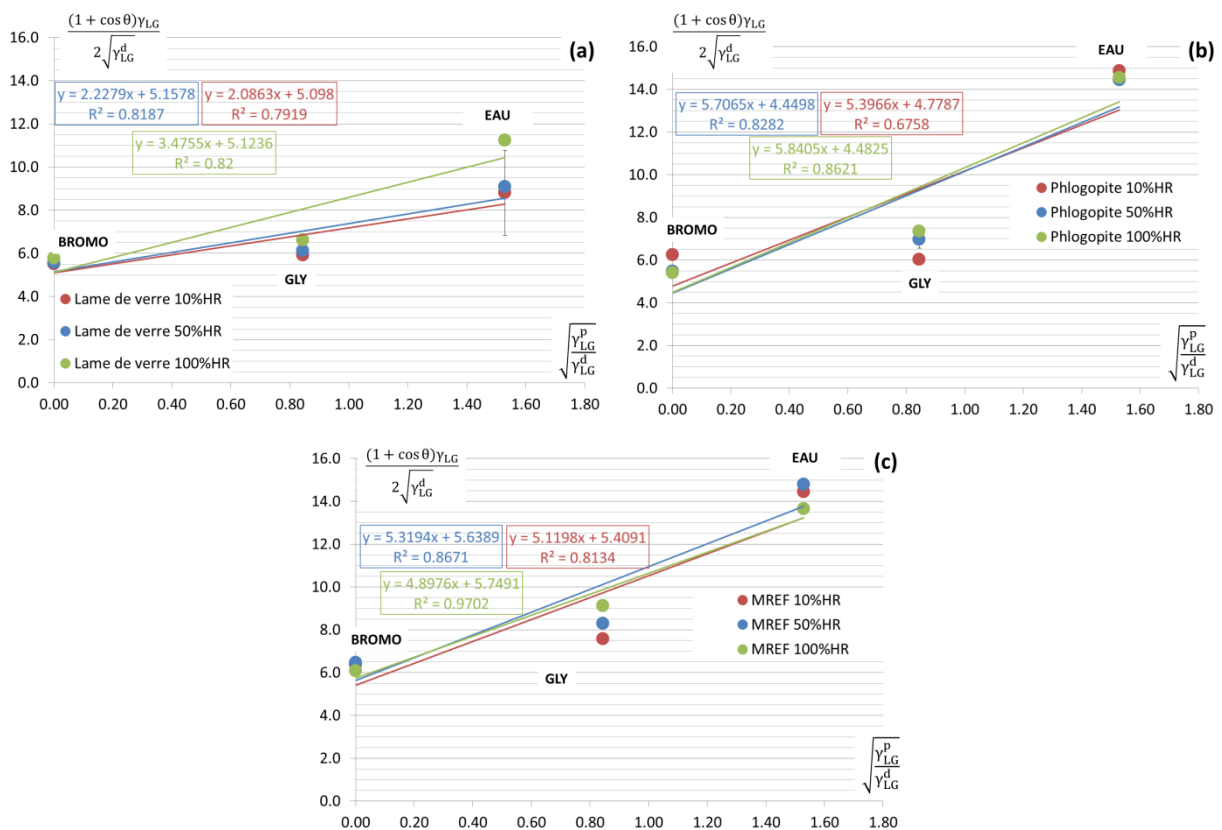 (1 + cos θ)γLG
2√γᵈLG
(a)
16.0
14.0
12.0
10.0
8.0
6.0
4.0
2.0
0.0
y = 2.2279x + 5.1578
R² = 0.8187
y = 2.0863x + 5.098
R² = 0.7919
y = 3.4755x + 5.1236
R² = 0.82
EAU
BROMO
GLY
Lame de verre 10%HR
Lame de verre 50%HR
Lame de verre 100%HR
√(γᵖLG/γᵈLG)
0.00 0.20 0.40 0.60 0.80 1.00 1.20 1.40 1.60 1.80
(1 + cos θ)γLG
2√γᵈLG
(b)
16.0
14.0
12.0
10.0
8.0
6.0
4.0
2.0
0.0
EAU
y = 5.7065x + 4.4498
R² = 0.8282
y = 5.3966x + 4.7787
R² = 0.6758
y = 5.8405x + 4.4825
R² = 0.8621
BROMO
GLY
Phlogopite 10%HR
Phlogopite 50%HR
Phlogopite 100%HR
√(γᵖLG/γᵈLG)
0.00 0.20 0.40 0.60 0.80 1.00 1.20 1.40 1.60 1.80
(1 + cos θ)γLG
2√γᵈLG
(c)
16.0
14.0
12.0
10.0
8.0
6.0
4.0
2.0
0.0
EAU
y = 5.3194x + 5.6389
R² = 0.8671
y = 5.1198x + 5.4091
R² = 0.8134
y = 4.8976x + 5.7491
R² = 0.9702
BROMO
GLY
MREF 10%HR
MREF 50%HR
MREF 100%HR
√(γᵖLG/γᵈLG)
0.00 0.20 0.40 0.60 0.80 1.00 1.20 1.40 1.60 1.80